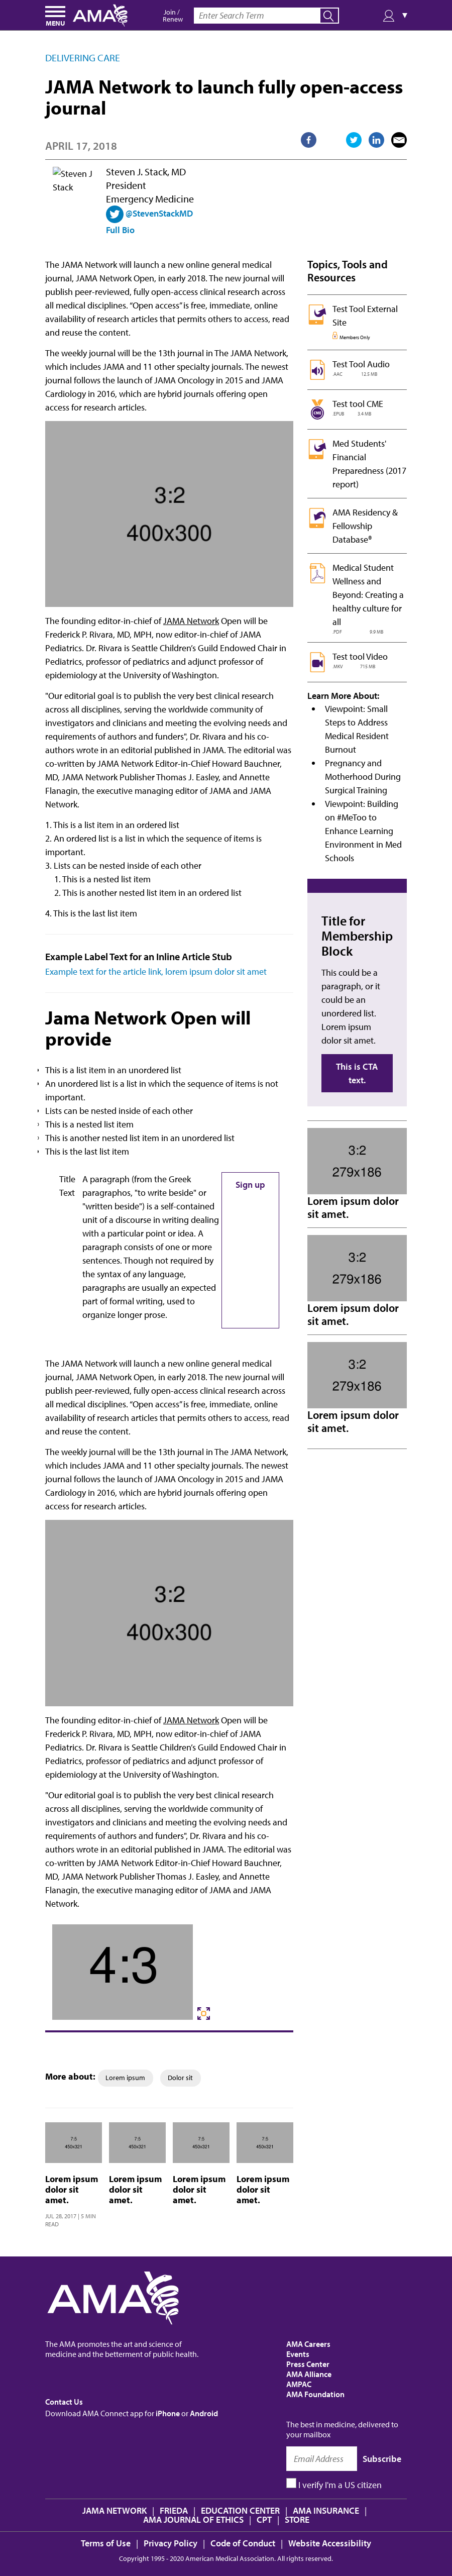 MENU
AMA
Join /
Renew
Enter Search Term
DELIVERING CARE
JAMA Network to launch fully open-access
journal
APRIL 17, 2018
Steven J
Stack
Steven J. Stack, MD
President
Emergency Medicine
@StevenStackMD
Full Bio
The JAMA Network will launch a new online general medical
journal, JAMA Network Open, in early 2018. The new journal will
publish peer-reviewed, fully open-access clinical research across
all medical disciplines. “Open access” is free, immediate, online
availability of research articles that permits others to access, read
and reuse the content.
The weekly journal will be the 13th journal in The JAMA Network,
which includes JAMA and 11 other specialty journals. The newest
journal follows the launch of JAMA Oncology in 2015 and JAMA
Cardiology in 2016, which are hybrid journals offering open
access for research articles.
3:2
400x300
The founding editor-in-chief of JAMA Network Open will be
Frederick P. Rivara, MD, MPH, now editor-in-chief of JAMA
Pediatrics. Dr. Rivara is Seattle Children’s Guild Endowed Chair in
Pediatrics, professor of pediatrics and adjunct professor of
epidemiology at the University of Washington.
"Our editorial goal is to publish the very best clinical research
across all disciplines, serving the worldwide community of
investigators and clinicians and meeting the evolving needs and
requirements of authors and funders", Dr. Rivara and his co-
authors wrote in an editorial published in JAMA. The editorial was
co-written by JAMA Network Editor-in-Chief Howard Bauchner,
MD, JAMA Network Publisher Thomas J. Easley, and Annette
Flanagin, the executive managing editor of JAMA and JAMA
Network.
1. This is a list item in an ordered list
2. An ordered list is a list in which the sequence of items is
important.
3. Lists can be nested inside of each other
1. This is a nested list item
2. This is another nested list item in an ordered list
4. This is the last list item
Example Label Text for an Inline Article Stub
Example text for the article link, lorem ipsum dolor sit amet
Jama Network Open will
provide
This is a list item in an unordered list
An unordered list is a list in which the sequence of items is not
important.
Lists can be nested inside of each other
This is a nested list item
This is another nested list item in an unordered list
This is the last list item
Title
Text
A paragraph (from the Greek
paragraphos, "to write beside" or
"written beside") is a self-contained
unit of a discourse in writing dealing
with a particular point or idea. A
paragraph consists of one or more
sentences. Though not required by
the syntax of any language,
paragraphs are usually an expected
part of formal writing, used to
organize longer prose.
Sign up
The JAMA Network will launch a new online general medical
journal, JAMA Network Open, in early 2018. The new journal will
publish peer-reviewed, fully open-access clinical research across
all medical disciplines. “Open access” is free, immediate, online
availability of research articles that permits others to access, read
and reuse the content.
The weekly journal will be the 13th journal in The JAMA Network,
which includes JAMA and 11 other specialty journals. The newest
journal follows the launch of JAMA Oncology in 2015 and JAMA
Cardiology in 2016, which are hybrid journals offering open
access for research articles.
3:2
400x300
The founding editor-in-chief of JAMA Network Open will be
Frederick P. Rivara, MD, MPH, now editor-in-chief of JAMA
Pediatrics. Dr. Rivara is Seattle Children’s Guild Endowed Chair in
Pediatrics, professor of pediatrics and adjunct professor of
epidemiology at the University of Washington.
"Our editorial goal is to publish the very best clinical research
across all disciplines, serving the worldwide community of
investigators and clinicians and meeting the evolving needs and
requirements of authors and funders", Dr. Rivara and his co-
authors wrote in an editorial published in JAMA. The editorial was
co-written by JAMA Network Editor-in-Chief Howard Bauchner,
MD, JAMA Network Publisher Thomas J. Easley, and Annette
Flanagin, the executive managing editor of JAMA and JAMA
Network.
4:3
More about: Lorem ipsum Dolor sit
7:5
450x321
7:5
450x321
7:5
450x321
7:5
450x321
Lorem ipsum
dolor sit
amet.
JUL 28, 2017 | 5 MIN
READ
Lorem ipsum
dolor sit
amet.
Lorem ipsum
dolor sit
amet.
Lorem ipsum
dolor sit
amet.
Topics, Tools and
Resources
Test Tool External
Site
Members Only
Test Tool Audio
AAC 12.5 MB
Test tool CME
CME
EPUB 3.4 MB
Med Students'
Financial
Preparedness (2017
report)
AMA Residency &
Fellowship
Database®
Medical Student
Wellness and
Beyond: Creating a
healthy culture for
all
PDF 9.9 MB
Test tool Video
MKV 715 MB
Learn More About:
Viewpoint: Small
Steps to Address
Medical Resident
Burnout
Pregnancy and
Motherhood During
Surgical Training
Viewpoint: Building
on #MeToo to
Enhance Learning
Environment in Med
Schools
Title for
Membership
Block
This could be a
paragraph, or it
could be an
unordered list.
Lorem ipsum
dolor sit amet.
This is CTA
text.
3:2
279x186
Lorem ipsum dolor
sit amet.
3:2
279x186
Lorem ipsum dolor
sit amet.
3:2
279x186
Lorem ipsum dolor
sit amet.
AMA
The AMA promotes the art and science of
medicine and the betterment of public health.
Contact Us
Download AMA Connect app for iPhone or Android
AMA Careers
Events
Press Center
AMA Alliance
AMPAC
AMA Foundation
The best in medicine, delivered to
your mailbox
Email Address Subscribe
I verify I'm a US citizen
JAMA NETWORK | FRIEDA | EDUCATION CENTER | AMA INSURANCE |
AMA JOURNAL OF ETHICS | CPT | STORE
Terms of Use | Privacy Policy | Code of Conduct | Website Accessibility
Copyright 1995 - 2020 American Medical Association. All rights reserved.